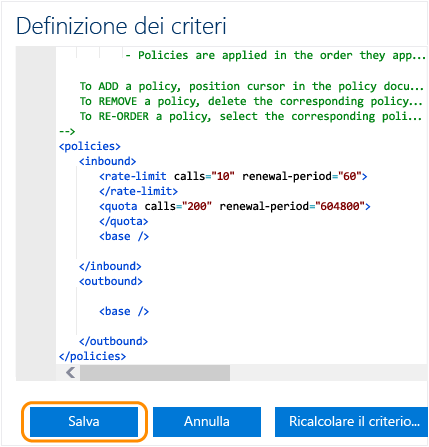 Definizione dei criteri
- Policies are applied in the order they app...
To ADD a policy, position cursor in the policy docu...
To REMOVE a policy, delete the corresponding policy...
To RE-ORDER a policy, select the corresponding poli...
-->
<policies>
<inbound>
<rate-limit calls="10" renewal-period="60">
</rate-limit>
<quota calls="200" renewal-period="604800">
</quota>
<base />
</inbound>
<outbound>
<base />
</outbound>
</policies>
Salva Annulla Ricalcolare il criterio...